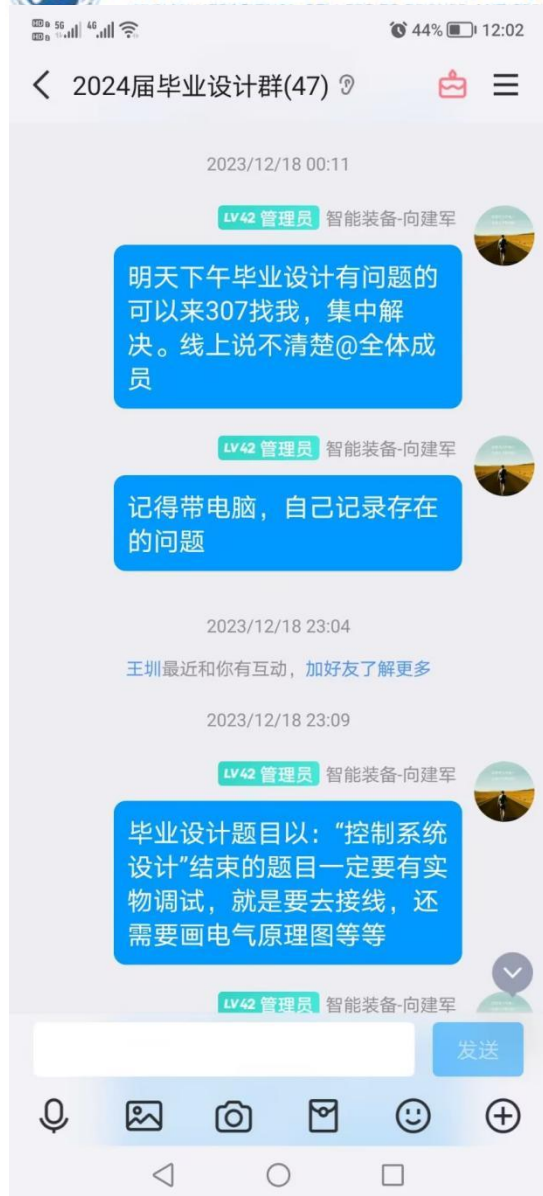 5G 4G 44% 12:02
2024届毕业设计群(47)
2023/12/18 00:11
LV42 管理员 智能装备-向建军
明天下午毕业设计有问题的
可以来307找我，集中解
决。线上说不清楚@全体成
员
LV42 管理员 智能装备-向建军
记得带电脑，自己记录存在
的问题
2023/12/18 23:04
王圳最近和你有互动，加好友了解更多
2023/12/18 23:09
LV42 管理员 智能装备-向建军
毕业设计题目以：“控制系统
设计”结束的题目一定要有实
物调试，就是要去接线，还
需要画电气原理图等等
LV42 管理员 智能装备-向建军
发送